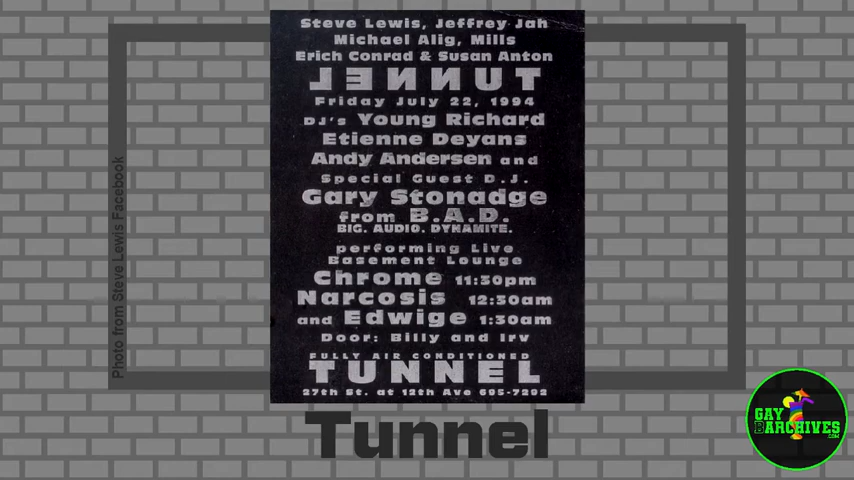 Steve Lewis, Jeffrey Jah
Michael Alig, Mills
Erich Conrad & Susan Anton
TUNNEL
Friday July 22, 1994
DJ's Young Richard
Etienne Deyans
Andy Andersen and
Special Guest D.J.
Gary Stonadge
from B.A.D.
BIG. AUDIO. DYNAMITE.
performing Live
Basement Lounge
Chrome 11:30pm
Narcosis 12:30am
and Edwige 1:30am
Door: Billy and Irv
FULLY AIR CONDITIONED
TUNNEL
27th St. at 12th Ave 695-7292
Photo from Steve Lewis Facebook
Tunnel
GAY
BARCHIVES
.COM